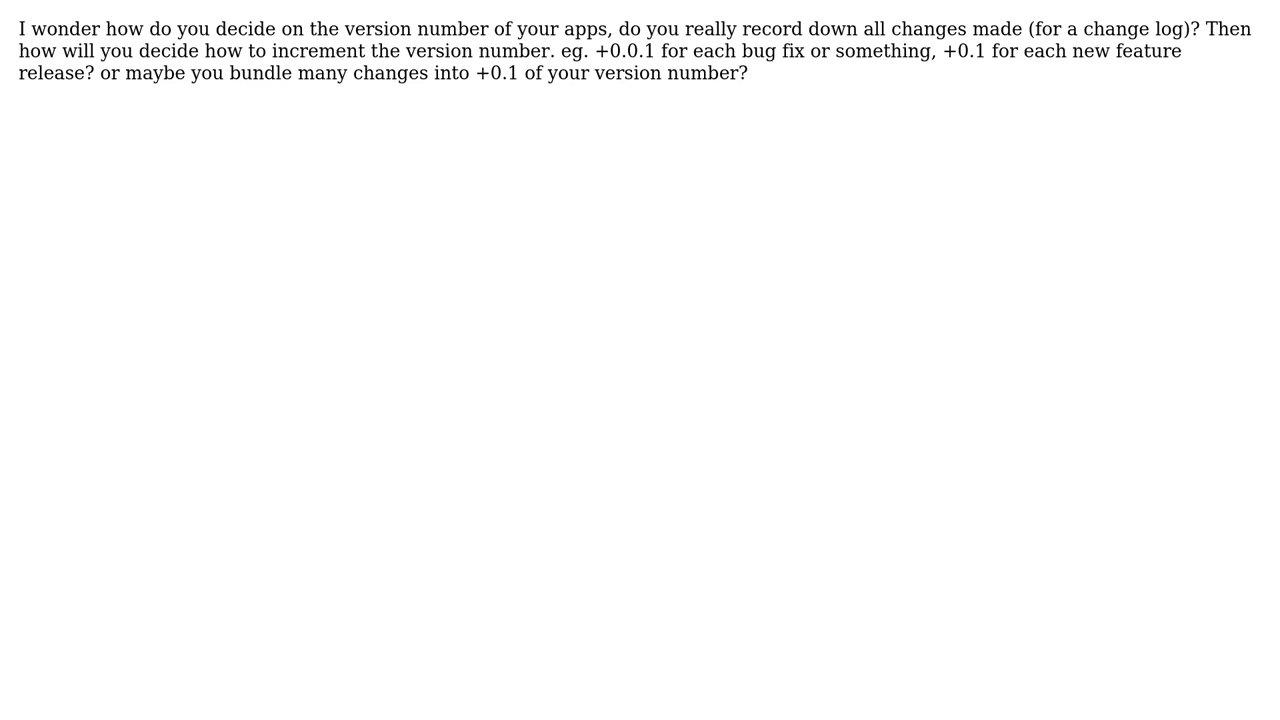 I wonder how do you decide on the version number of your apps, do you really record down all changes made (for a change log)? Then
how will you decide how to increment the version number. eg. +0.0.1 for each bug fix or something, +0.1 for each new feature
release? or maybe you bundle many changes into +0.1 of your version number?